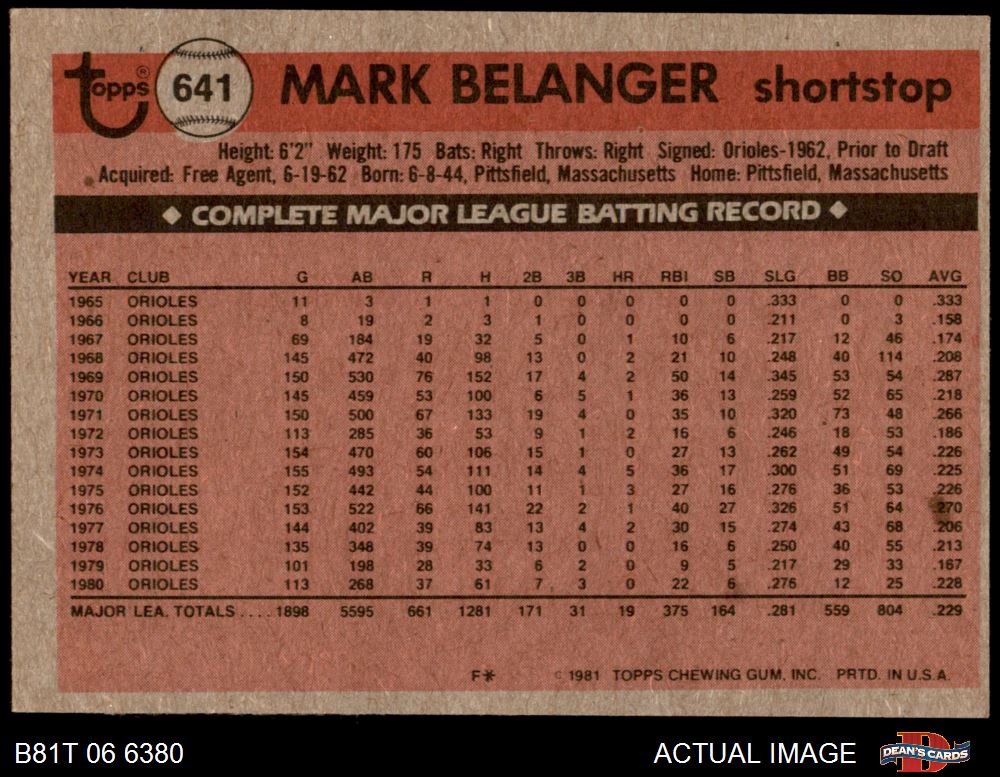 topps® 641 MARK BELANGER shortstop
Height: 6'2" Weight: 175 Bats: Right Throws: Right Signed: Orioles-1962, Prior to Draft
Acquired: Free Agent, 6-19-62 Born: 6-8-44, Pittsfield, Massachusetts Home: Pittsfield, Massachusetts
◆ COMPLETE MAJOR LEAGUE BATTING RECORD ◆
YEAR CLUB G AB R H 2B 3B HR RBI SB SLG BB SO AVG
1965 ORIOLES 11 3 1 1 0 0 0 0 0 .333 0 0 .333
1966 ORIOLES 8 19 2 3 1 0 0 0 0 .211 0 3 .158
1967 ORIOLES 69 184 19 32 5 0 1 10 6 .217 12 46 .174
1968 ORIOLES 145 472 40 98 13 0 2 21 10 .248 40 114 .208
1969 ORIOLES 150 530 76 152 17 4 2 50 14 .345 53 54 .287
1970 ORIOLES 145 459 53 100 6 5 1 36 13 .259 52 65 .218
1971 ORIOLES 150 500 67 133 19 4 0 35 10 .320 73 48 .266
1972 ORIOLES 113 285 36 53 9 1 2 16 6 .246 18 53 .186
1973 ORIOLES 154 470 60 106 15 1 0 27 13 .262 49 54 .226
1974 ORIOLES 155 493 54 111 14 4 5 36 17 .300 51 69 .225
1975 ORIOLES 152 442 44 100 11 1 3 27 16 .276 36 53 .226
1976 ORIOLES 153 522 66 141 22 2 1 40 27 .326 51 64 .270
1977 ORIOLES 144 402 39 83 13 4 2 30 15 .274 43 68 .206
1978 ORIOLES 135 348 39 74 13 0 0 16 6 .250 40 55 .213
1979 ORIOLES 101 198 28 33 6 2 0 9 5 .217 29 33 .167
1980 ORIOLES 113 268 37 61 7 3 0 22 6 .276 12 25 .228
MAJOR LEA. TOTALS .... 1898 5595 661 1281 171 31 19 375 164 .281 559 804 .229
F* © 1981 TOPPS CHEWING GUM, INC. PRTD. IN U.S.A.
B81T 06 6380 ACTUAL IMAGE DEAN'S CARDS